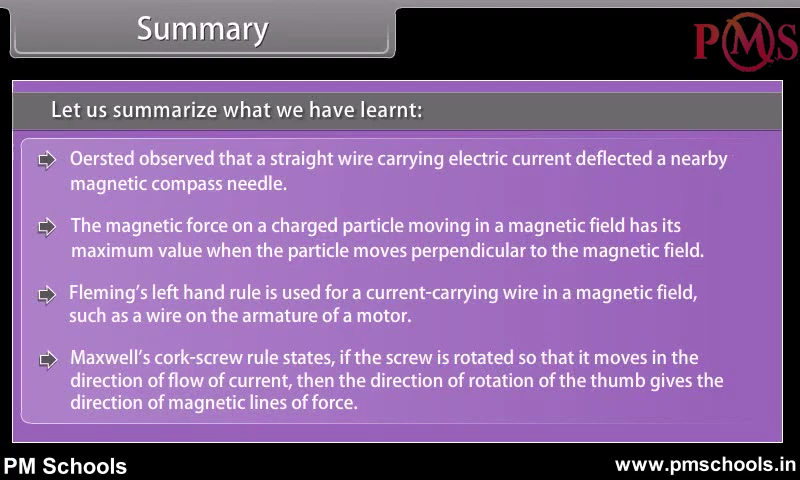 Summary
PMS
Let us summarize what we have learnt:
Oersted observed that a straight wire carrying electric current deflected a nearby
magnetic compass needle.
The magnetic force on a charged particle moving in a magnetic field has its
maximum value when the particle moves perpendicular to the magnetic field.
Fleming's left hand rule is used for a current-carrying wire in a magnetic field,
such as a wire on the armature of a motor.
Maxwell's cork-screw rule states, if the screw is rotated so that it moves in the
direction of flow of current, then the direction of rotation of the thumb gives the
direction of magnetic lines of force.
PM Schools
www.pmschools.in